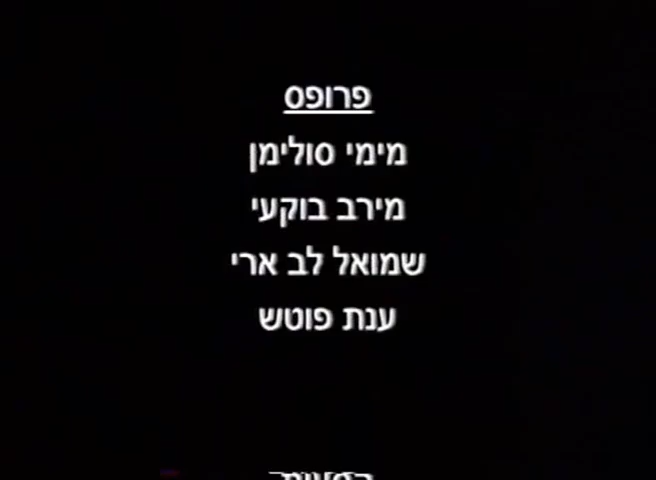 פרופס
מימי סולימן
מירב בוקעי
שמואל לב ארי
ענת פוטש